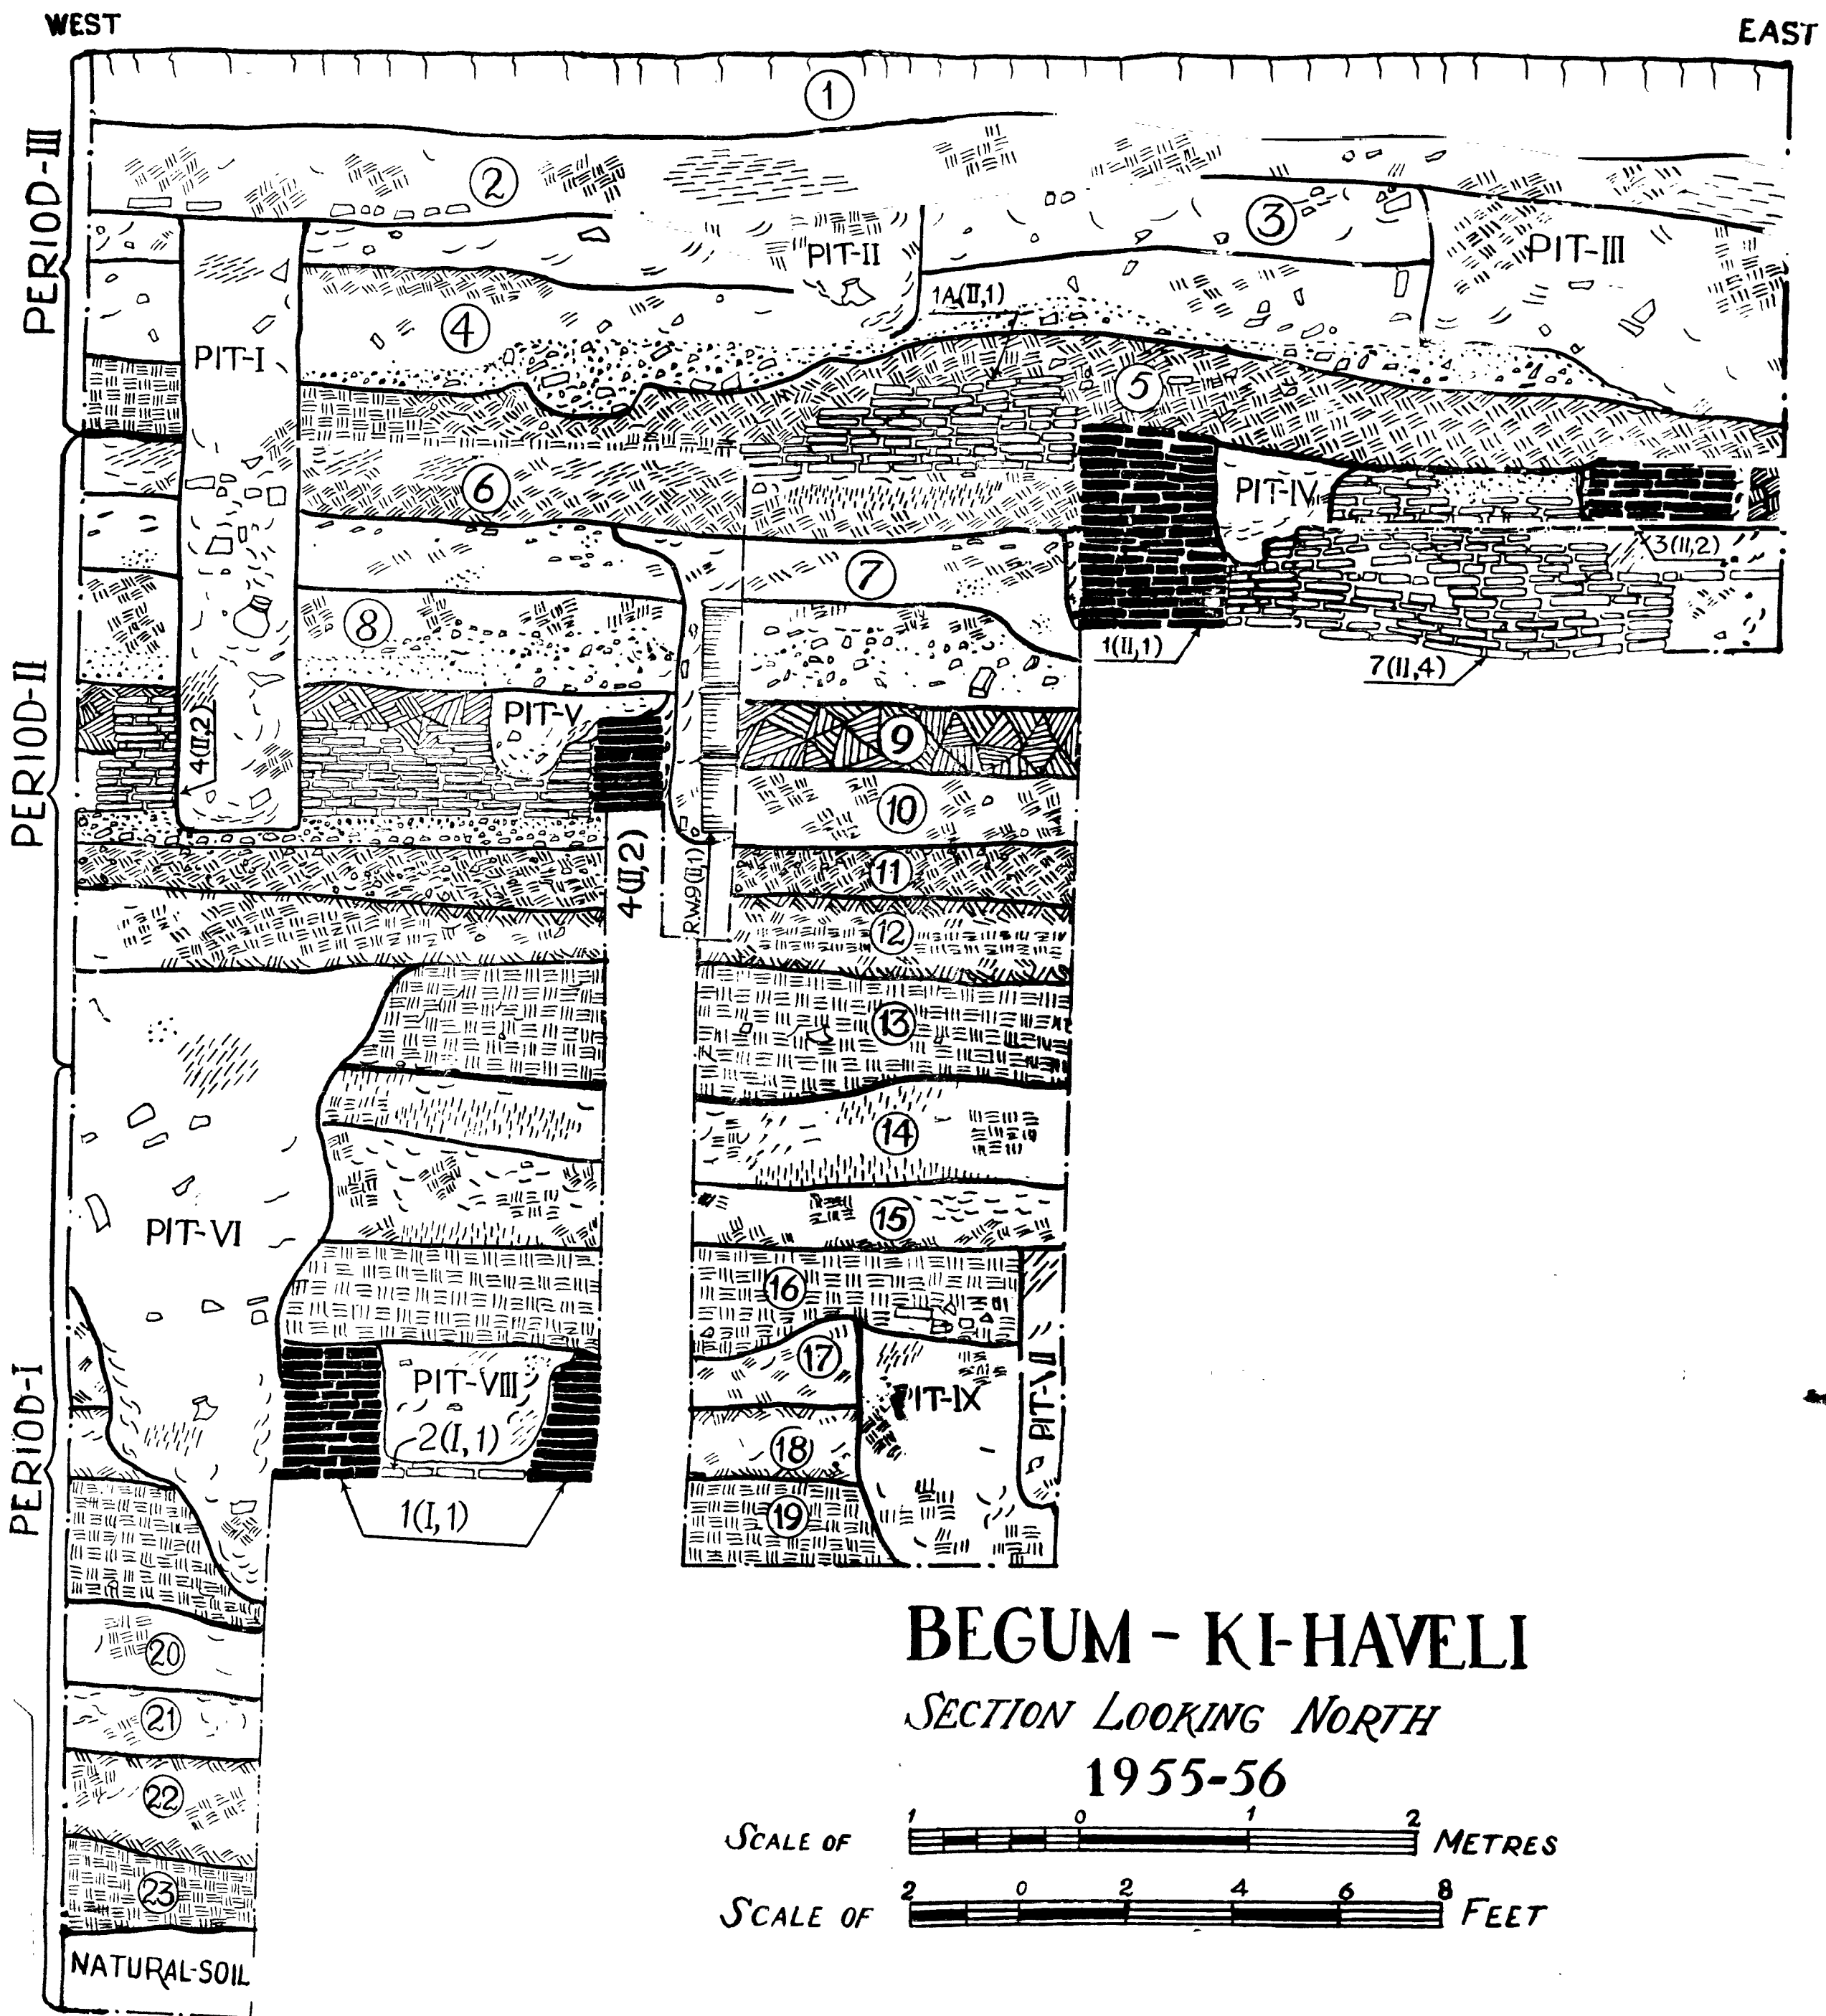 WEST
EAST
1
2
3
PIT-II
PIT-III
1A(II,1)
4
PIT-I
5
PERIOD-III
6
PIT-IV
3(II,2)
7
8
1(II,1)
7(II,4)
PIT-V
4(II,2)
9
10
PERIOD-II
11
4(II,2)
R.W.9(II,1)
12
13
14
PIT-VI
15
16
17
PIT-VIII
PIT-IX
PIT-VII
2(I,1)
18
1(I,1)
19
PERIOD-I
20
21
22
23
NATURAL-SOIL
BEGUM-KI-HAVELI
SECTION LOOKING NORTH
1955-56
1 0 1 2
SCALE OF METRES
2 0 2 4 6 8
SCALE OF FEET